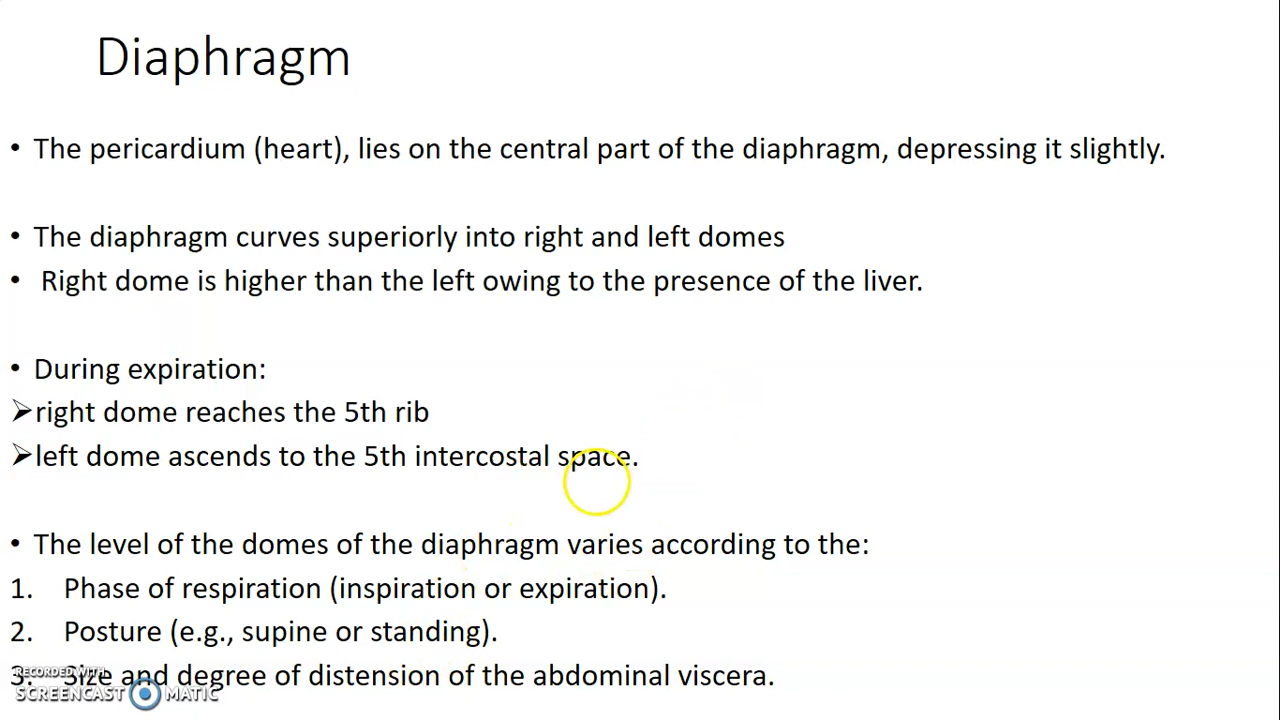 Diaphragm
• The pericardium (heart), lies on the central part of the diaphragm, depressing it slightly.
• The diaphragm curves superiorly into right and left domes
• Right dome is higher than the left owing to the presence of the liver.
• During expiration:
➢right dome reaches the 5th rib
➢left dome ascends to the 5th intercostal space.
• The level of the domes of the diaphragm varies according to the:
1. Phase of respiration (inspiration or expiration).
2. Posture (e.g., supine or standing).
3. Size and degree of distension of the abdominal viscera.
RECORDED WITH
SCREENCAST MATIC